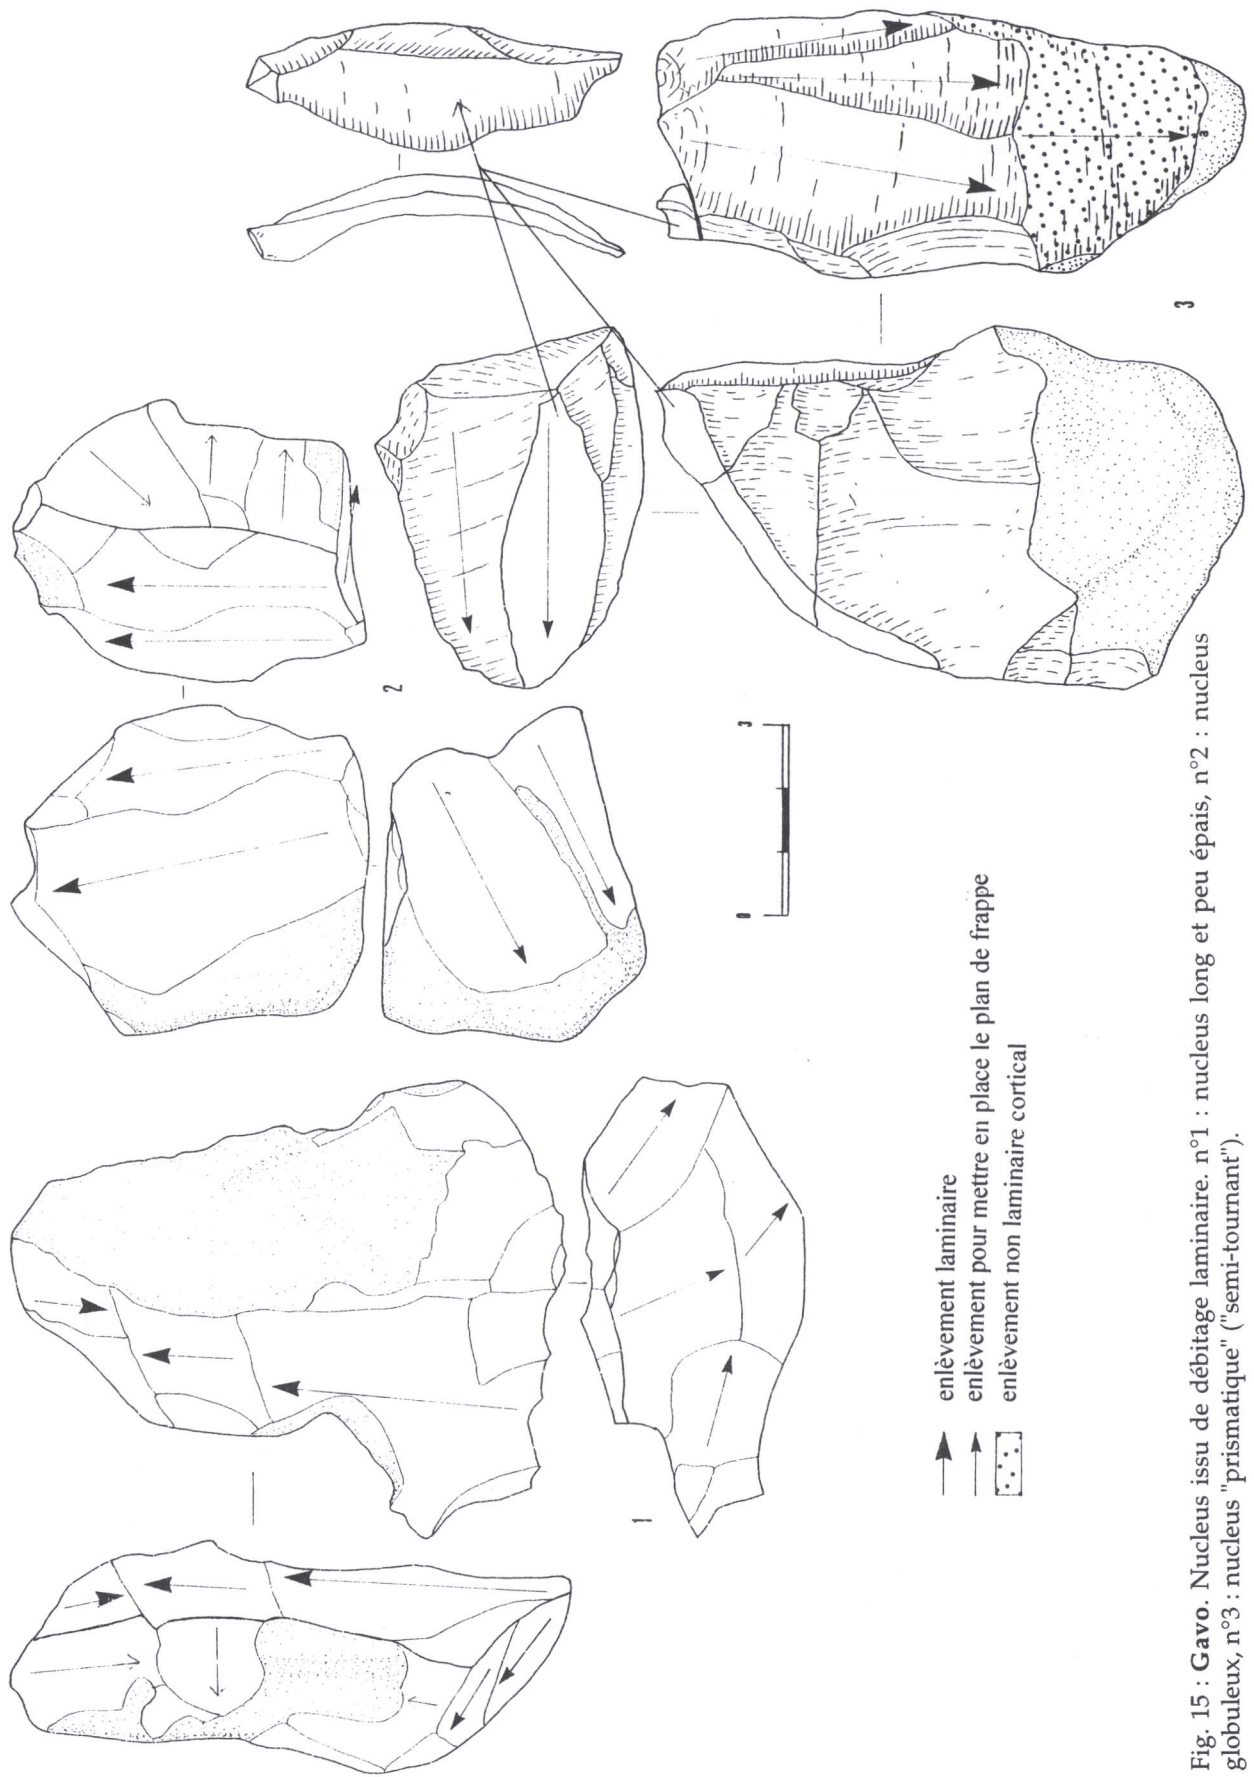 3
2
0 3
1
enlèvement laminaire
enlèvement pour mettre en place le plan de frappe
enlèvement non laminaire cortical
Fig. 15 : Gavo. Nucleus issu de débitage laminaire. n°1 : nucleus long et peu épais, n°2 : nucleus
globuleux, n°3 : nucleus "prismatique" ("semi-tournant").